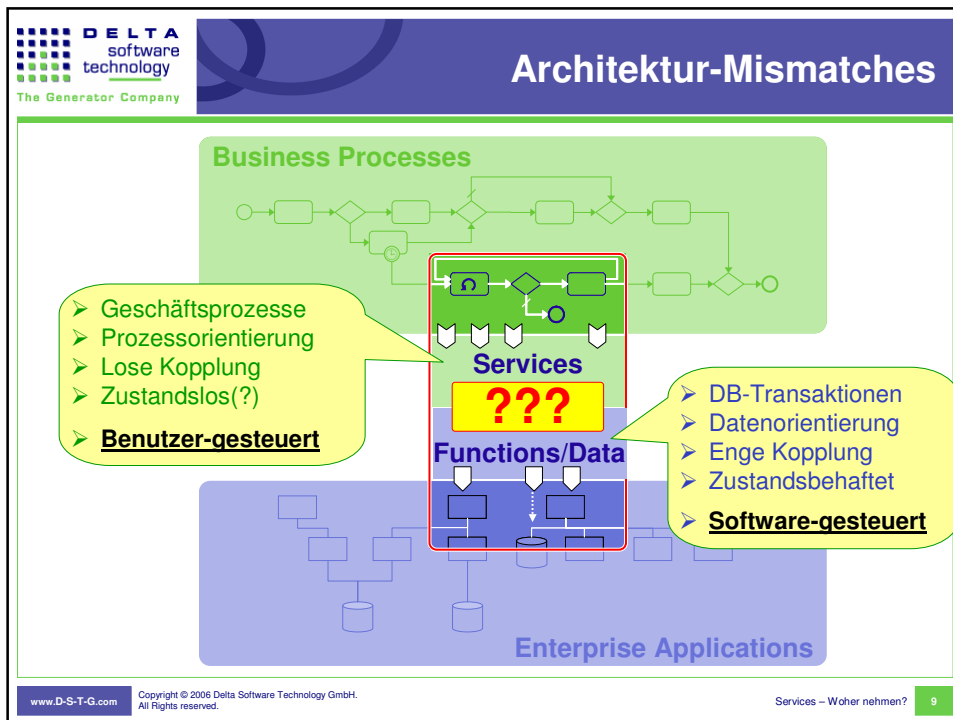 DELTA
software
technology
The Generator Company
Architektur-Mismatches
Business Processes
Geschäftsprozesse
Prozessorientierung
Lose Kopplung
Zustandslos(?)
Benutzer-gesteuert
Services
???
Functions/Data
DB-Transaktionen
Datenorientierung
Enge Kopplung
Zustandsbehaftet
Software-gesteuert
Enterprise Applications
www.D-S-T-G.com
Copyright © 2006 Delta Software Technology GmbH.
All Rights reserved.
Services – Woher nehmen?
9